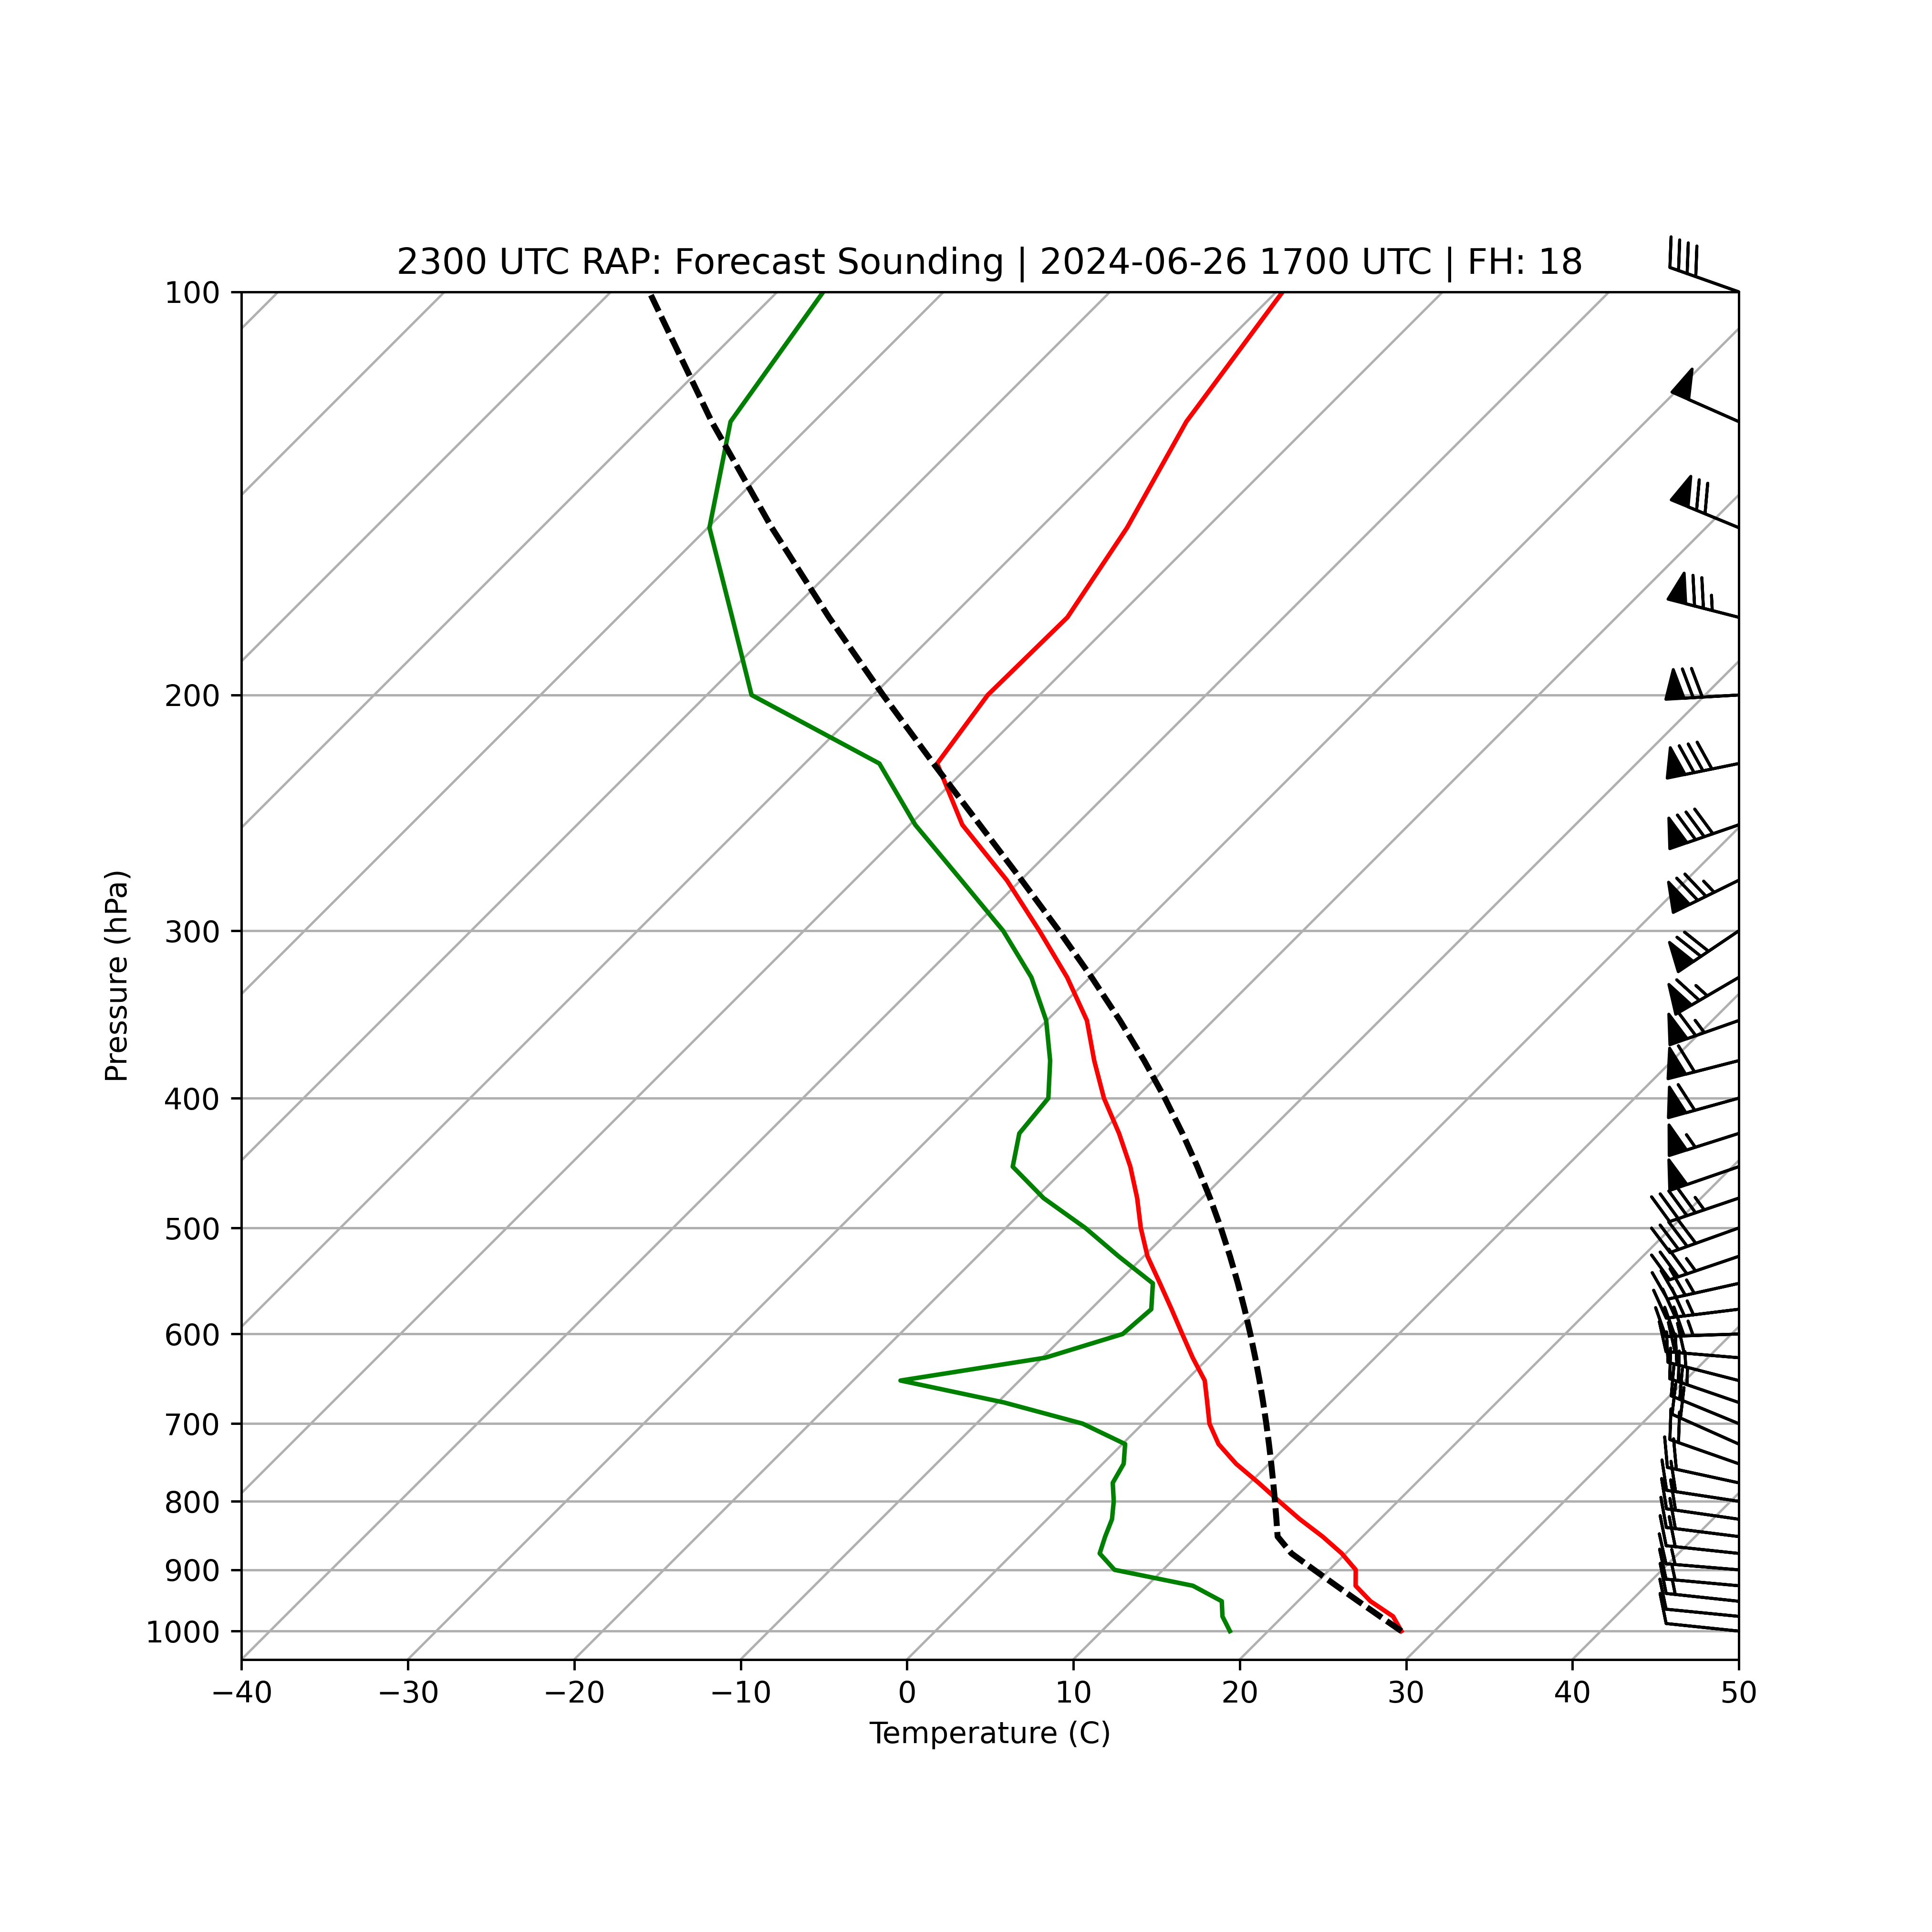 2300 UTC RAP: Forecast Sounding | 2024-06-26 1700 UTC | FH: 18
100
200
300
400
500
600
700
800
900
1000
Pressure (hPa)
−40 −30 −20 −10 0 10 20 30 40 50
Temperature (C)